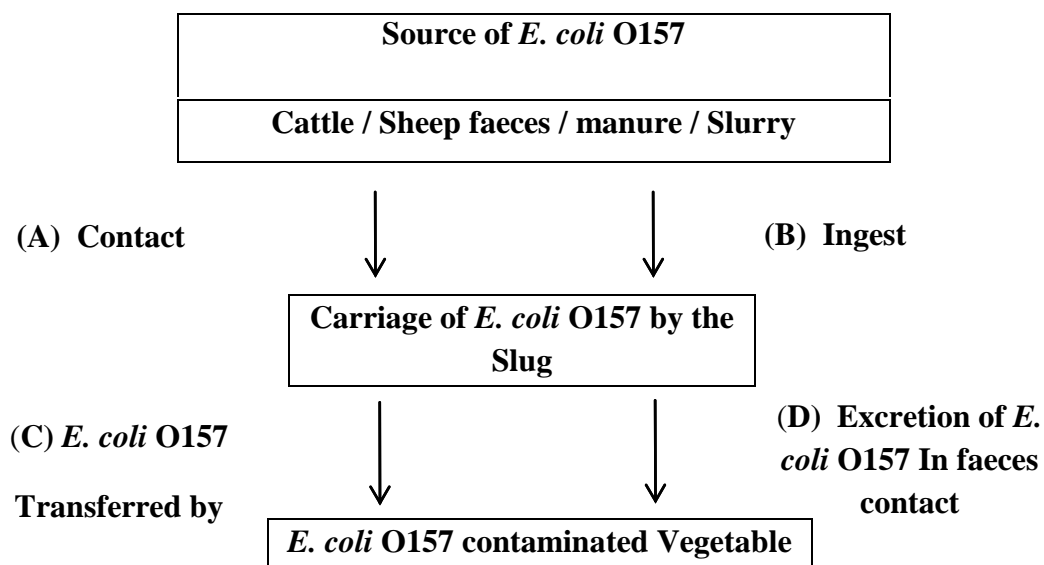 Source of E. coli O157
Cattle / Sheep faeces / manure / Slurry
(A) Contact
(B) Ingest
Carriage of E. coli O157 by the
Slug
(C) E. coli O157
Transferred by
(D) Excretion of E.
coli O157 In faeces
contact
E. coli O157 contaminated Vegetable